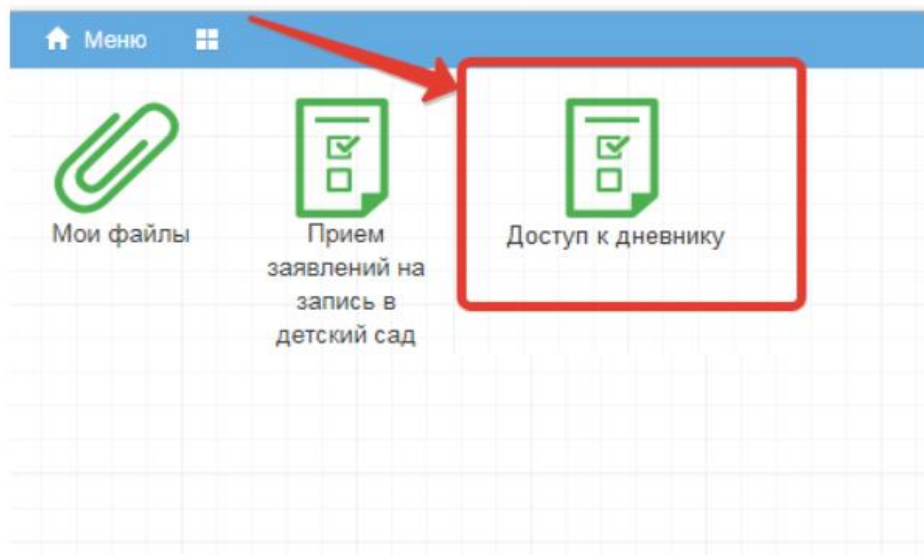 Меню
Мои файлы
Прием
заявлений на
запись в
детский сад
Доступ к дневнику